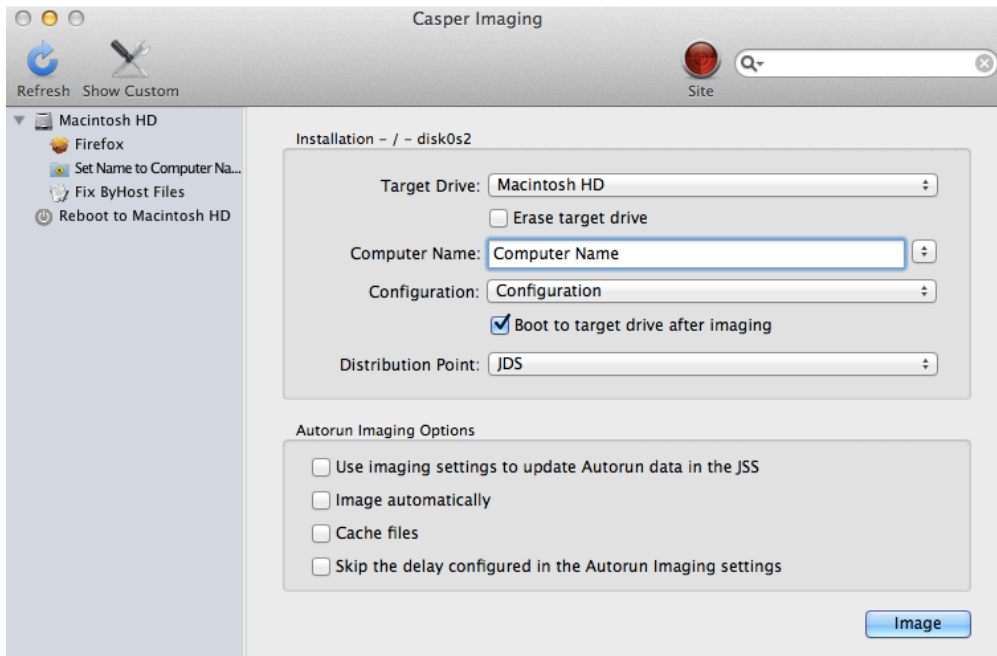 Casper Imaging
Refresh Show Custom
Site
Macintosh HD
Firefox
Set Name to Computer Na...
Fix ByHost Files
Reboot to Macintosh HD
Installation – / – disk0s2
Target Drive: Macintosh HD
Erase target drive
Computer Name: Computer Name
Configuration: Configuration
Boot to target drive after imaging
Distribution Point: JDS
Autorun Imaging Options
Use imaging settings to update Autorun data in the JSS
Image automatically
Cache files
Skip the delay configured in the Autorun Imaging settings
Image